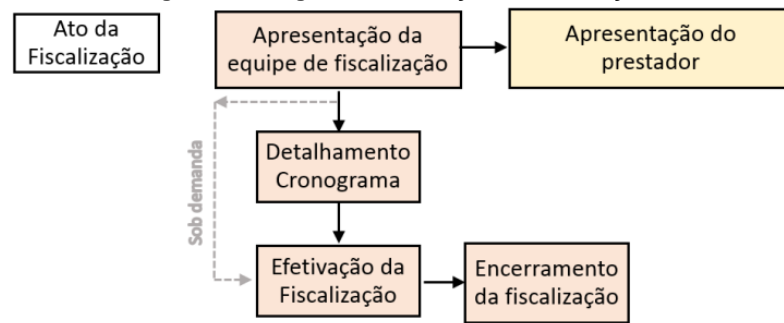 Ato da
Fiscalização
Apresentação da
equipe de fiscalização
Apresentação do
prestador
Sob demanda
Detalhamento
Cronograma
Efetivação da
Fiscalização
Encerramento
da fiscalização